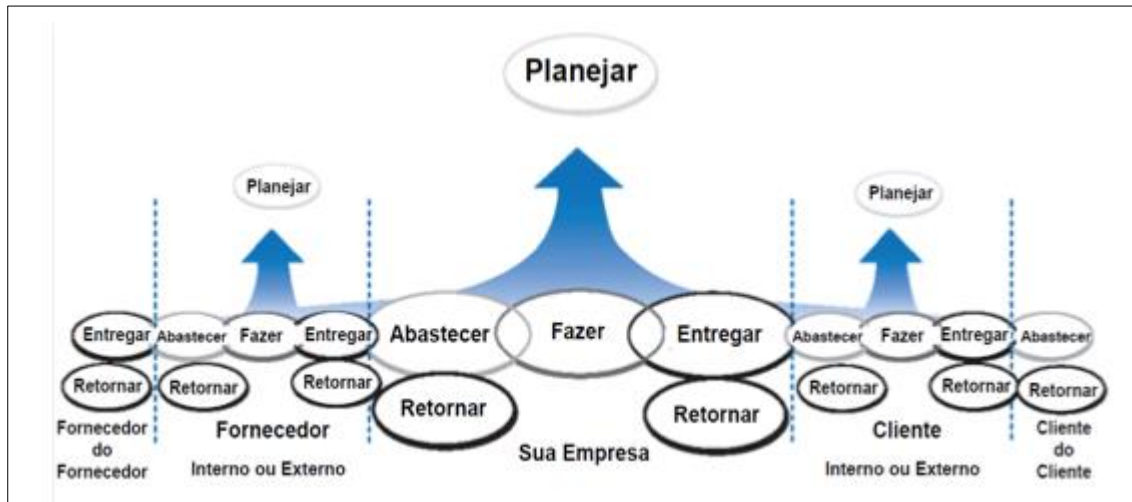 Planejar
Planejar
Planejar
Entregar
Abastecer
Fazer
Entregar
Abastecer
Fazer
Entregar
Abastecer
Fazer
Entregar
Abastecer
Retornar
Retornar
Retornar
Retornar
Retornar
Retornar
Retornar
Retornar
Fornecedor
do
Fornecedor
Fornecedor
Interno ou Externo
Sua Empresa
Cliente
Interno ou Externo
Cliente
do
Cliente